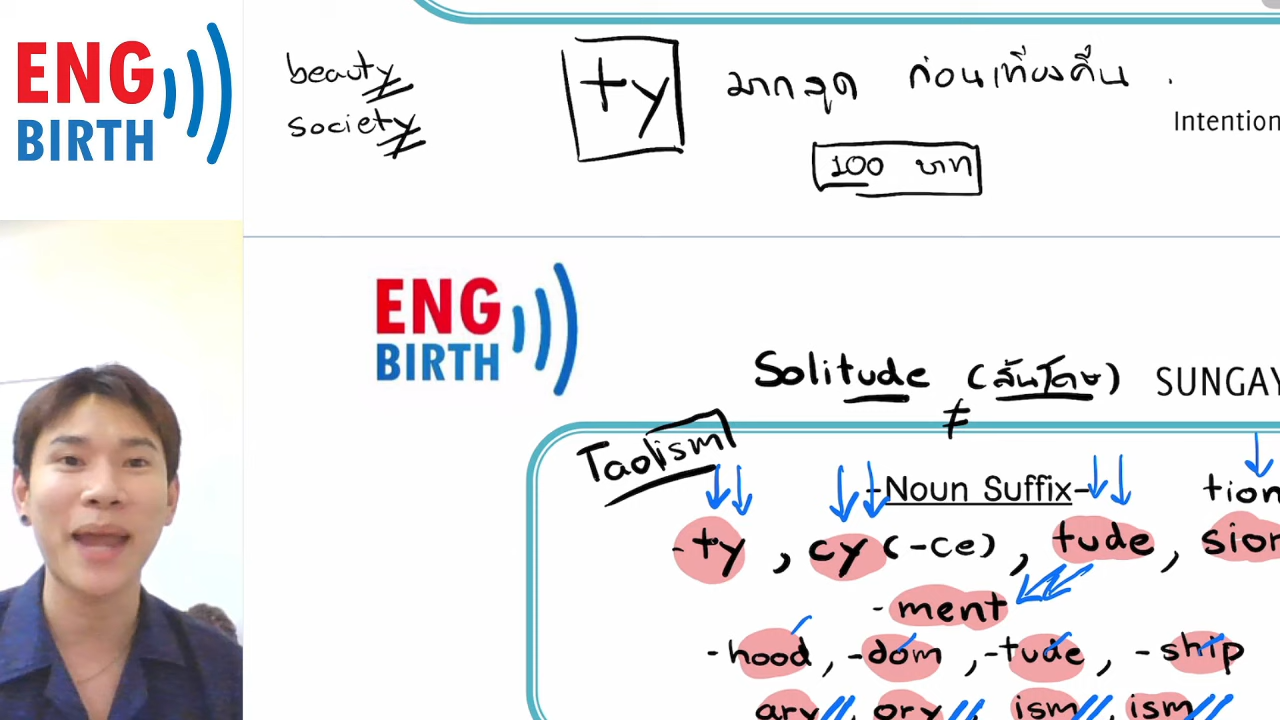 ENG
BIRTH
beauty
society
ty มากสุด ก่อนเที่ยงคืน
100 บาท
Intention
ENG
BIRTH
Solitude (สันโดษ) SUNGAY
≠
Taolism
-Noun Suffix- tion
-ty, cy (-ce), tude, sion
-ment
-hood, -dom, -tude, -ship
ary, ory, ism, ism